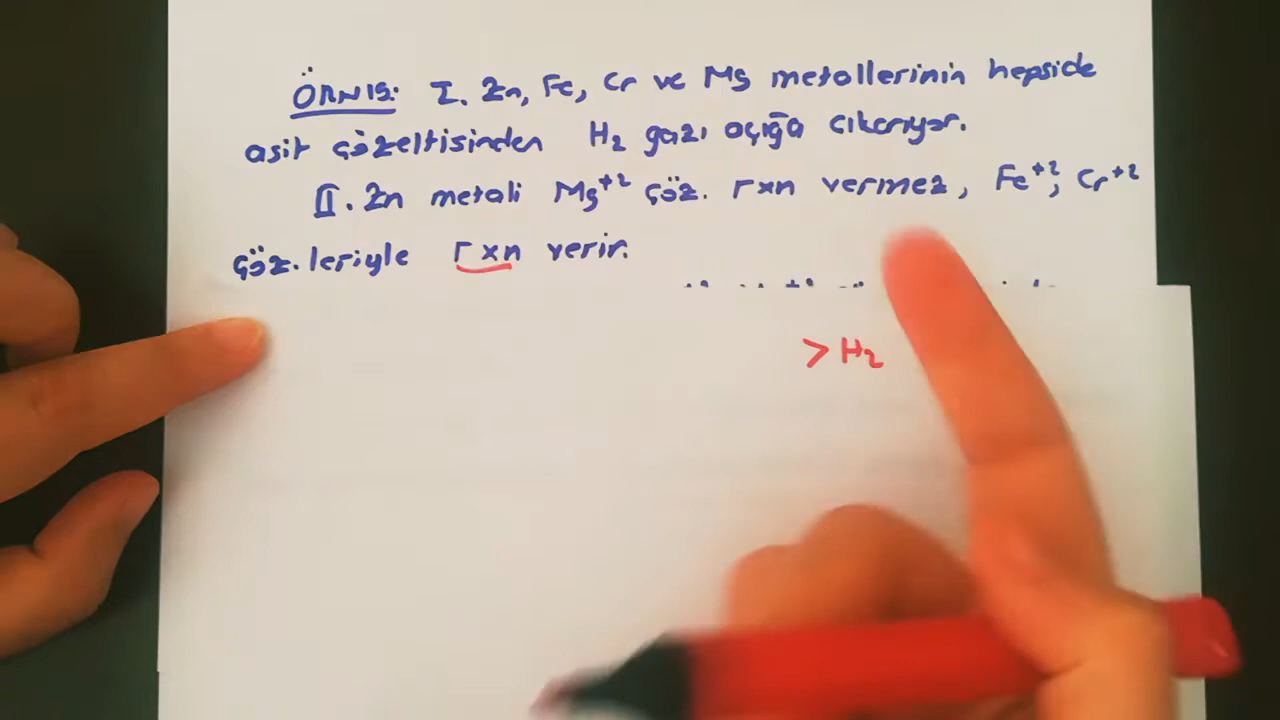 ÖRN15: I. Zn, Fe, Cr ve Mg metallerinin hepside
asit çözeltisinden H₂ gazı açığa çıkarıyor.
II. Zn metali Mg⁺² çöz. rxn vermez, Fe⁺², Cr⁺²
çöz.leriyle rxn verir.
> H₂